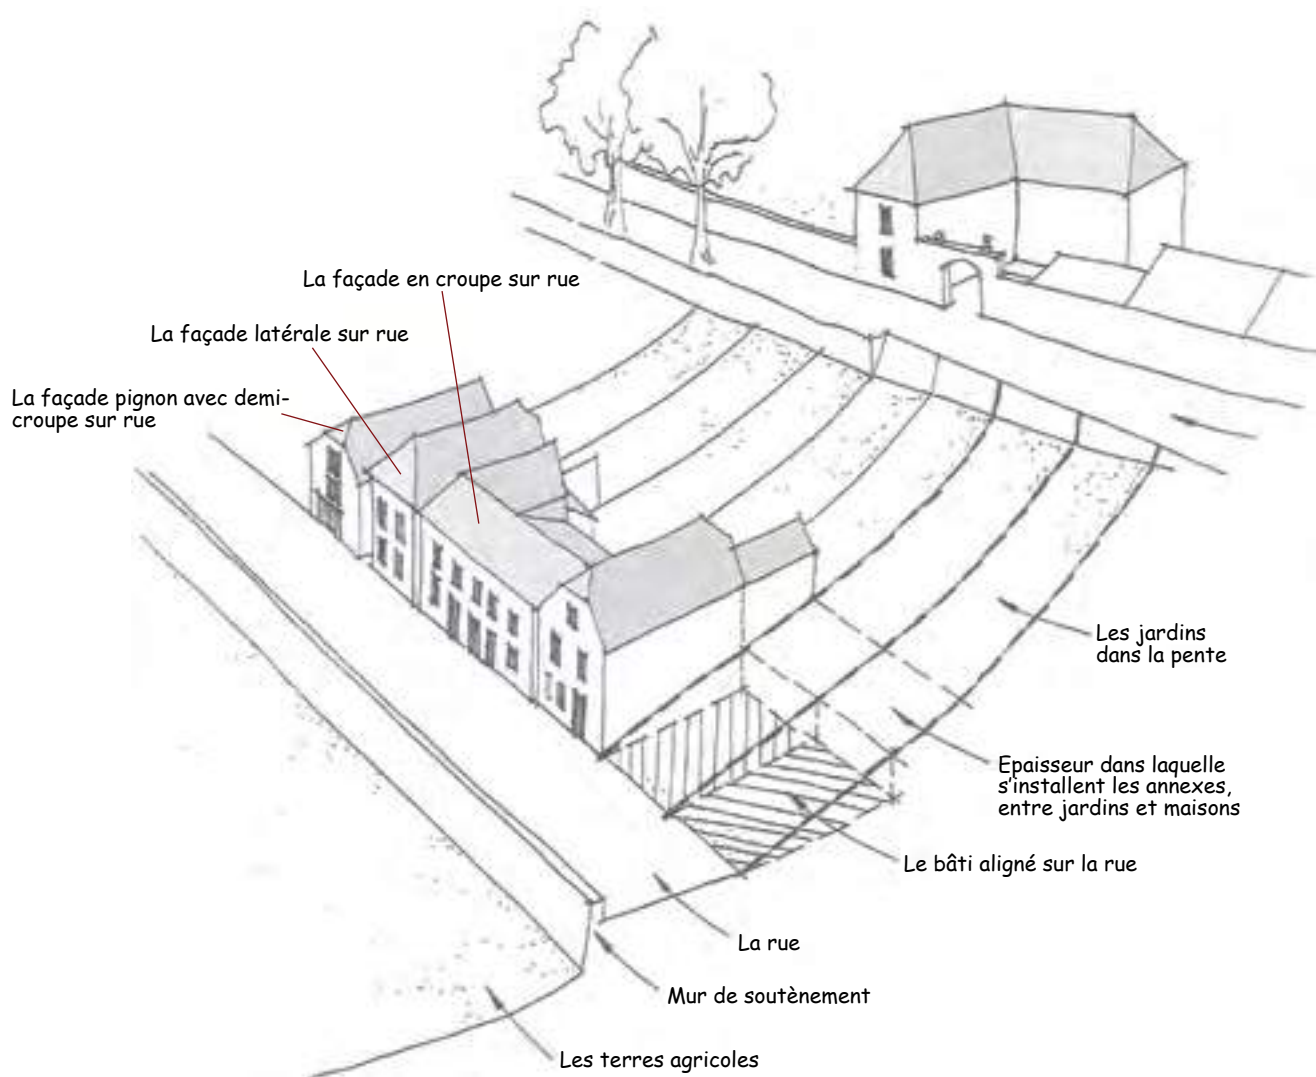 La façade en croupe sur rue
La façade latérale sur rue
La façade pignon avec demi-
croupe sur rue
Les jardins
dans la pente
Epaisseur dans laquelle
s'installent les annexes,
entre jardins et maisons
Le bâti aligné sur la rue
La rue
Mur de soutènement
Les terres agricoles